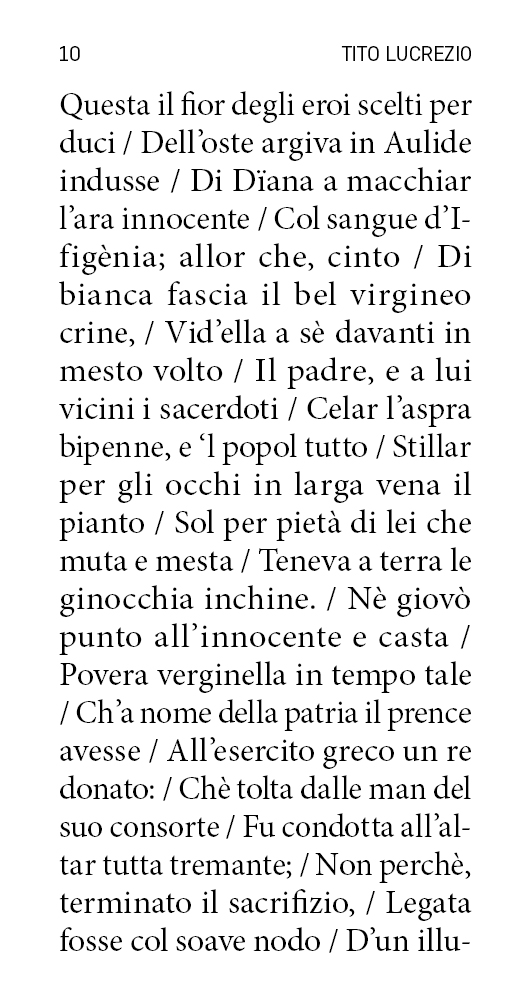 10 TITO LUCREZIO
Questa il fior degli eroi scelti per
duci / Dell’oste argiva in Aulide
indusse / Di Dïana a macchiar
l’ara innocente / Col sangue d’I-
figènia; allor che, cinto / Di
bianca fascia il bel virgineo
crine, / Vid’ella a sè davanti in
mesto volto / Il padre, e a lui
vicini i sacerdoti / Celar l’aspra
bipenne, e ‘l popol tutto / Stillar
per gli occhi in larga vena il
pianto / Sol per pietà di lei che
muta e mesta / Teneva a terra le
ginocchia inchine. / Nè giovò
punto all’innocente e casta /
Povera verginella in tempo tale
/ Ch’a nome della patria il prence
avesse / All’esercito greco un re
donato: / Chè tolta dalle man del
suo consorte / Fu condotta all’al-
tar tutta tremante; / Non perchè,
terminato il sacrifizio, / Legata
fosse col soave nodo / D’un illu-